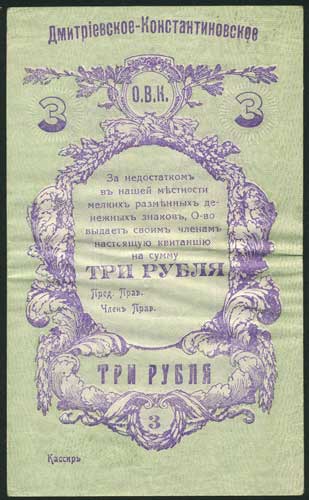 Дмитріевское-Константиновское
3 3
О.В.К.
За недостаткомъ
въ нашей мѣстности
мелкихъ размѣнныхъ де-
нежныхъ знаковъ, О-во
выдаетъ своимъ членамъ
настоящую квитанцію
на сумму
ТРИ РУБЛЯ
Пред. Прав.
Членъ Прав.
ТРИ РУБЛЯ
3
Кассиръ